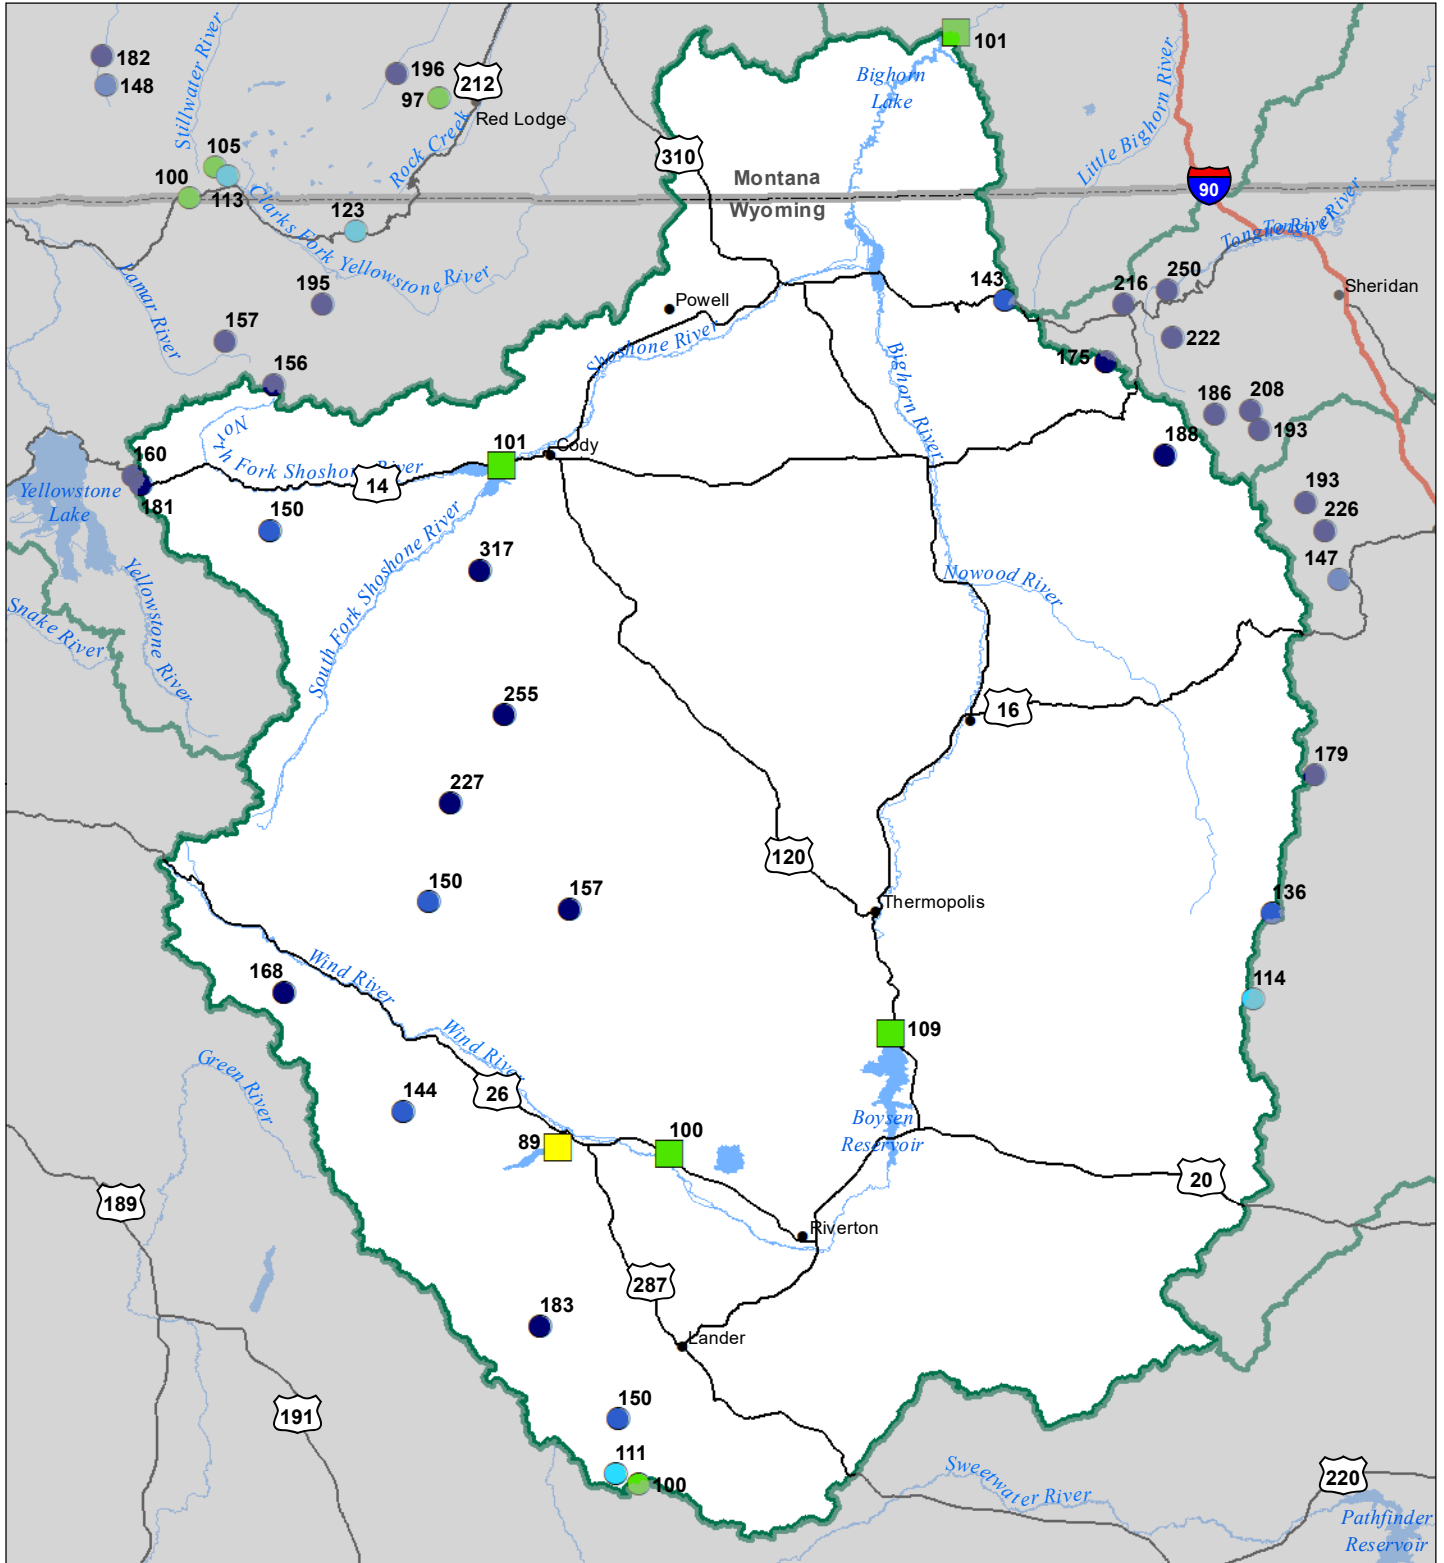 182
148
Stillwater River
196
97
212
Red Lodge
Rock Creek
105
100
113
123
Clarks Fork Yellowstone River
Lamar River
195
157
156
310
Montana
Wyoming
Bighorn
Lake
101
Little Bighorn River
90
Tongue River
Tongue River
143
216
250
Sheridan
222
175
186
208
193
188
193
226
147
Powell
Shoshone River
Bighorn River
160
181
Yellowstone
Lake
North Fork Shoshone River
14
101
Cody
150
317
South Fork Shoshone River
Yellowstone River
Snake River
Nowood River
255
16
227
179
120
150
157
Thermopolis
136
168
Wind River
114
109
Wind River
Green River
144
26
89
100
Boysen
Reservoir
20
189
Riverton
287
183
Lander
191
150
111
100
Sweetwater River
220
Pathfinder
Reservoir